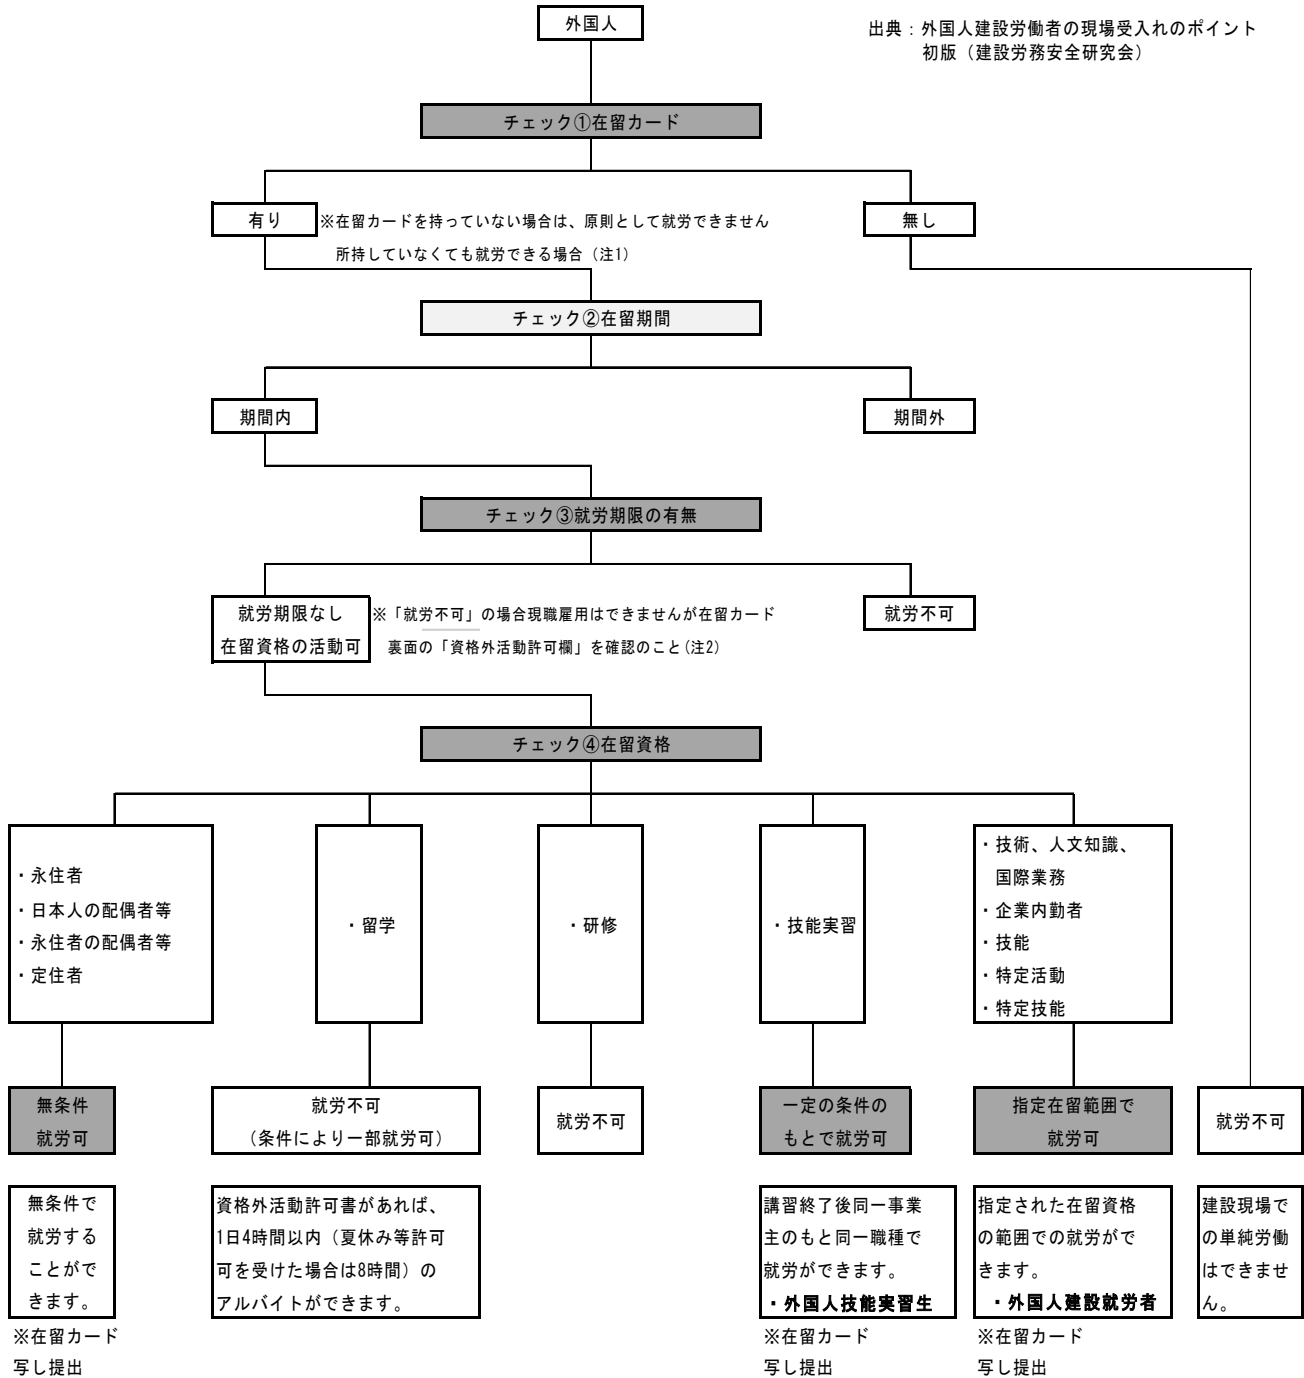 外国人
出典：外国人建設労働者の現場受入れのポイント
初版（建設労務安全研究会）
チェック①在留カード
有り
※在留カードを持っていない場合は、原則として就労できません
所持していなくても就労できる場合（注1）
無し
チェック②在留期間
期間内
期間外
チェック③就労期限の有無
就労期限なし
在留資格の活動可
※「就労不可」の場合現職雇用はできませんが在留カード
裏面の「資格外活動許可欄」を確認のこと(注2)
就労不可
チェック④在留資格
・永住者
・日本人の配偶者等
・永住者の配偶者等
・定住者
・留学
・研修
・技能実習
・技術、人文知識、
国際業務
・企業内勤者
・技能
・特定活動
・特定技能
無条件
就労可
就労不可
（条件により一部就労可）
就労不可
一定の条件の
もとで就労可
指定在留範囲で
就労可
就労不可
無条件で
就労する
ことがで
きます。
※在留カード
写し提出
資格外活動許可書があれば、
1日4時間以内（夏休み等許可
可を受けた場合は8時間）の
アルバイトができます。
講習終了後同一事業
主のもと同一職種で
就労ができます。
・外国人技能実習生
※在留カード
写し提出
指定された在留資格
の範囲での就労がで
きます。
・外国人建設就労者
※在留カード
写し提出
建設現場で
の単純労働
はできませ
ん。